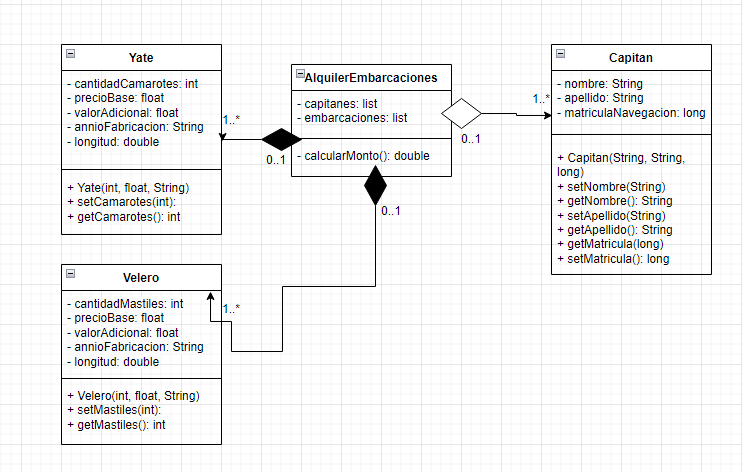 Yate
- cantidadCamarotes: int
- precioBase: float
- valorAdicional: float
- annioFabricacion: String
- longitud: double
+ Yate(int, float, String)
+ setCamarotes(int):
+ getCamarotes(): int
1..*
0..1
AlquilerEmbarcaciones
- capitanes: list
- embarcaciones: list
- calcularMonto(): double
0..1
0..1
1..*
Capitan
- nombre: String
- apellido: String
- matriculaNavegacion: long
+ Capitan(String, String,
long)
+ setNombre(String)
+ getNombre(): String
+ setApellido(String)
+ getApellido(): String
+ getMatricula(long)
+ setMatricula(): long
Velero
- cantidadMastiles: int
- precioBase: float
- valorAdicional: float
- annioFabricacion: String
- longitud: double
+ Velero(int, float, String)
+ setMastiles(int):
+ getMastiles(): int
1..*